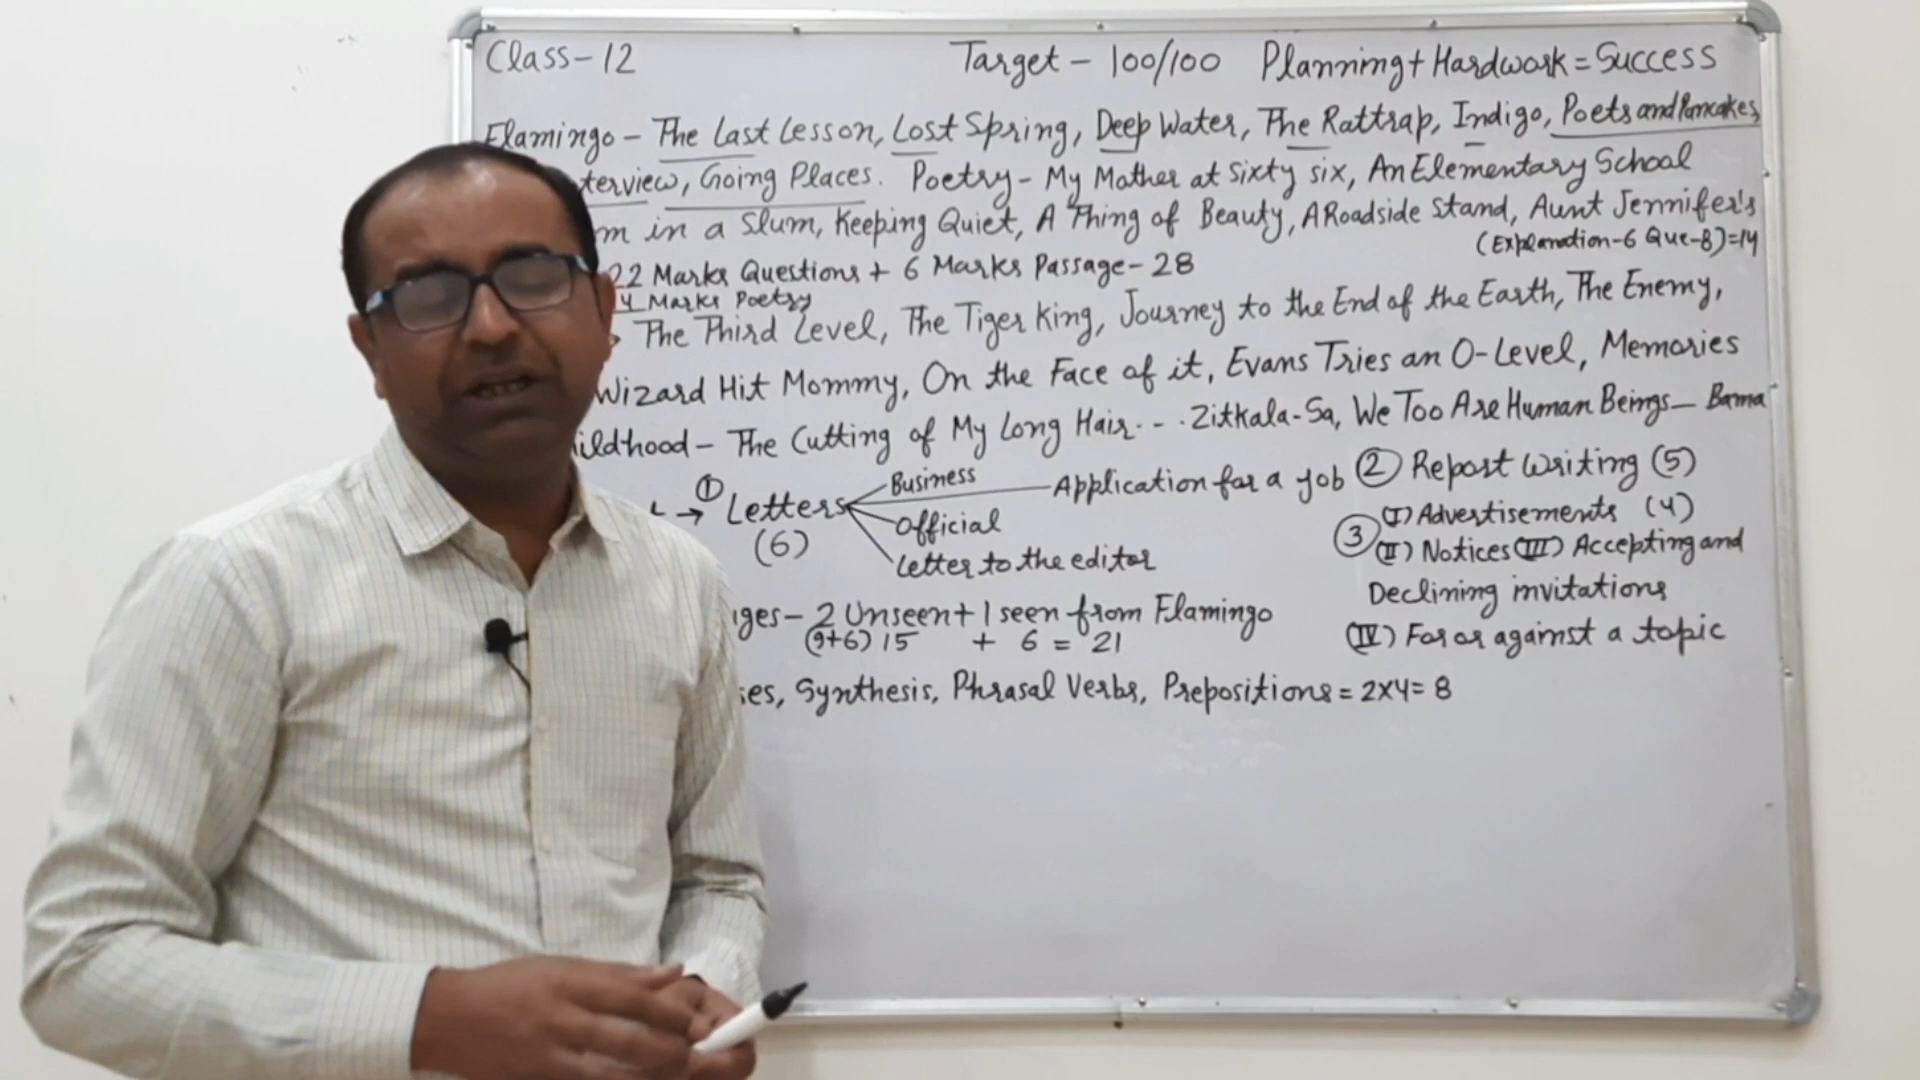 Class-12 Target - 100/100 Planning + Hardwork = Success
Flamingo - The Last Lesson, Lost Spring, Deep Water, The Rattrap, Indigo, Poets and Pancakes,
terview, Going Places. Poetry - My Mother at Sixty six, An Elementary School
m in a Slum, Keeping Quiet, A Thing of Beauty, A Roadside Stand, Aunt Jennifer's
(Explanation-6 Que-8)=14
22 Marks Questions + 6 Marks Passage - 28
4 Marks Poetry
The Third Level, The Tiger King, Journey to the End of the Earth, The Enemy,
Wizard Hit Mommy, On the Face of it, Evans Tries an O-Level, Memories
ildhood - The Cutting of My Long Hair... Zitkala-Sa, We Too Are Human Beings - Bama
① Letters (6)
Business
Application for a job
Official
Letter to the editor
② Report Writing (5)
③ (I) Advertisements (4)
(II) Notices (III) Accepting and
Declining invitations
(IV) For or against a topic
ges - 2 Unseen + 1 seen from Flamingo
(9+6) 15 + 6 = 21
ses, Synthesis, Phrasal Verbs, Prepositions = 2x4 = 8